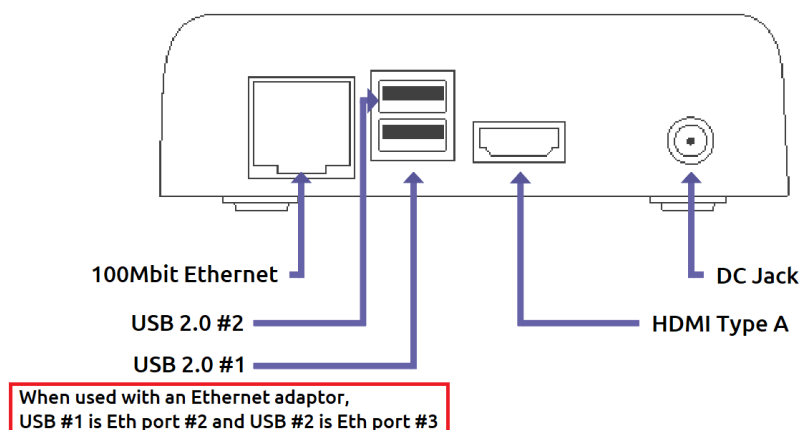 100Mbit Ethernet
DC Jack
USB 2.0 #2
HDMI Type A
USB 2.0 #1
When used with an Ethernet adaptor,
USB #1 is Eth port #2 and USB #2 is Eth port #3